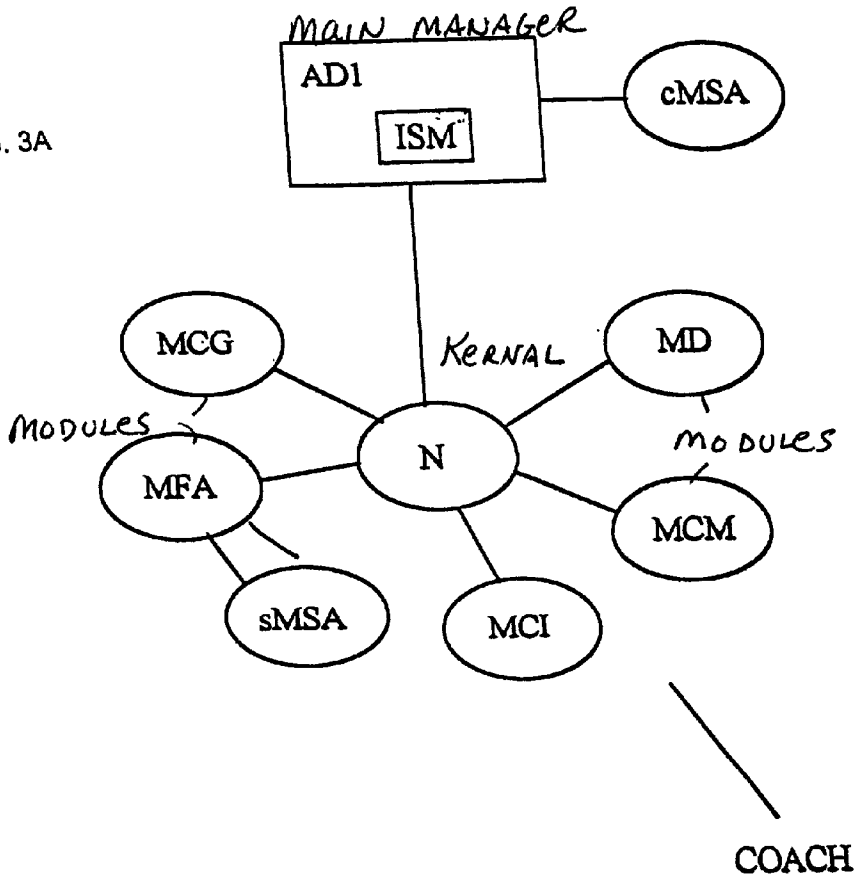 MAIN MANAGER
AD1
cMSA
ISM
. 3A
MCG
KERNAL
MD
MODULES
N
MODULES
MFA
MCM
sMSA
MCI
COACH